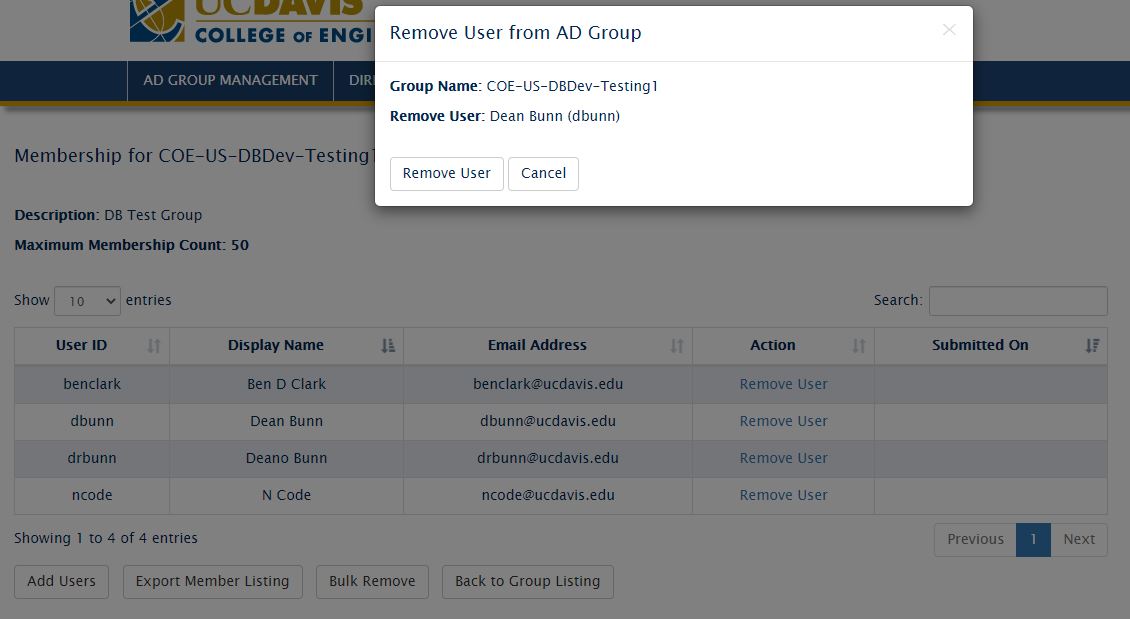 UCDAVIS
COLLEGE OF ENGI
AD GROUP MANAGEMENT
Remove User from AD Group
Group Name: COE-US-DBDev-Testing1
Remove User: Dean Bunn (dbunn)
Remove User Cancel
Membership for COE-US-DBDev-Testing1
Description: DB Test Group
Maximum Membership Count: 50
Show 10 entries Search:
User ID Display Name Email Address Action Submitted On
benclark Ben D Clark benclark@ucdavis.edu Remove User
dbunn Dean Bunn dbunn@ucdavis.edu Remove User
drbunn Deano Bunn drbunn@ucdavis.edu Remove User
ncode N Code ncode@ucdavis.edu Remove User
Showing 1 to 4 of 4 entries Previous 1 Next
Add Users Export Member Listing Bulk Remove Back to Group Listing